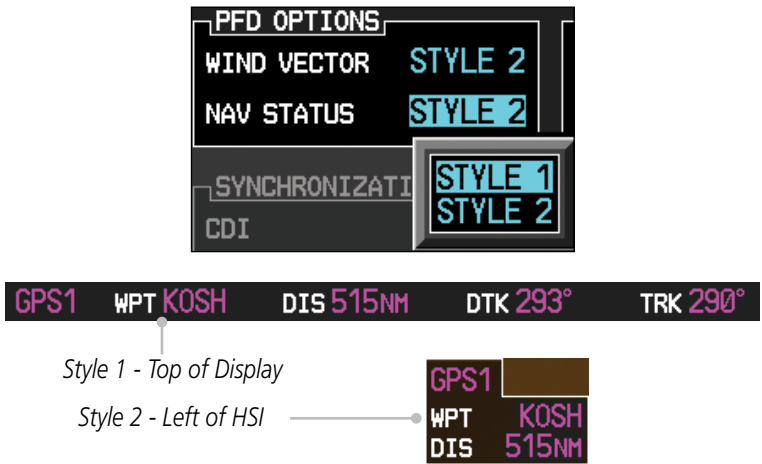 PFD OPTIONS
WIND VECTOR STYLE 2
NAV STATUS STYLE 2
STYLE 1
STYLE 2
SYNCHRONIZATI
CDI
GPS1 WPT KOSH DIS 515NM DTK 293° TRK 290°
Style 1 - Top of Display
Style 2 - Left of HSI
GPS1
WPT KOSH
DIS 515NM